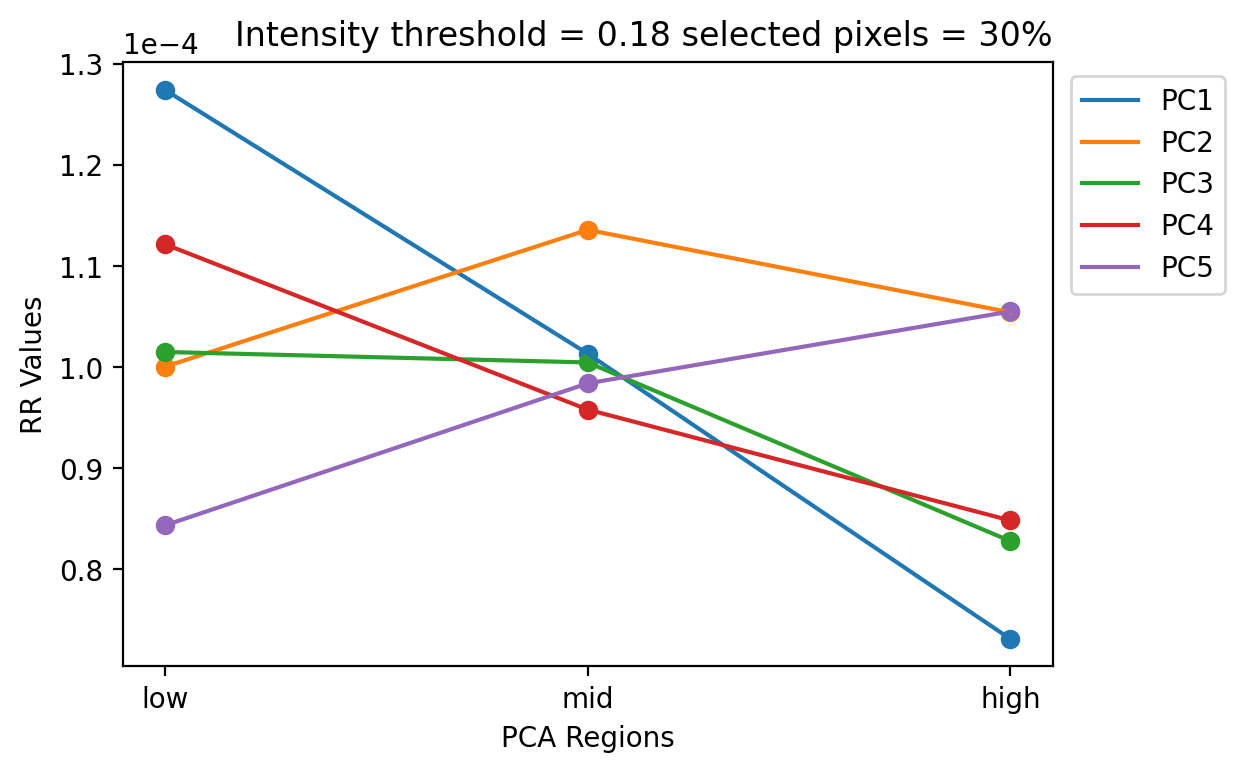 Intensity threshold = 0.18 selected pixels = 30%
1e−4
1.3
1.2
1.1
1.0
0.9
0.8
RR Values
low
mid
high
PCA Regions
PC1
PC2
PC3
PC4
PC5